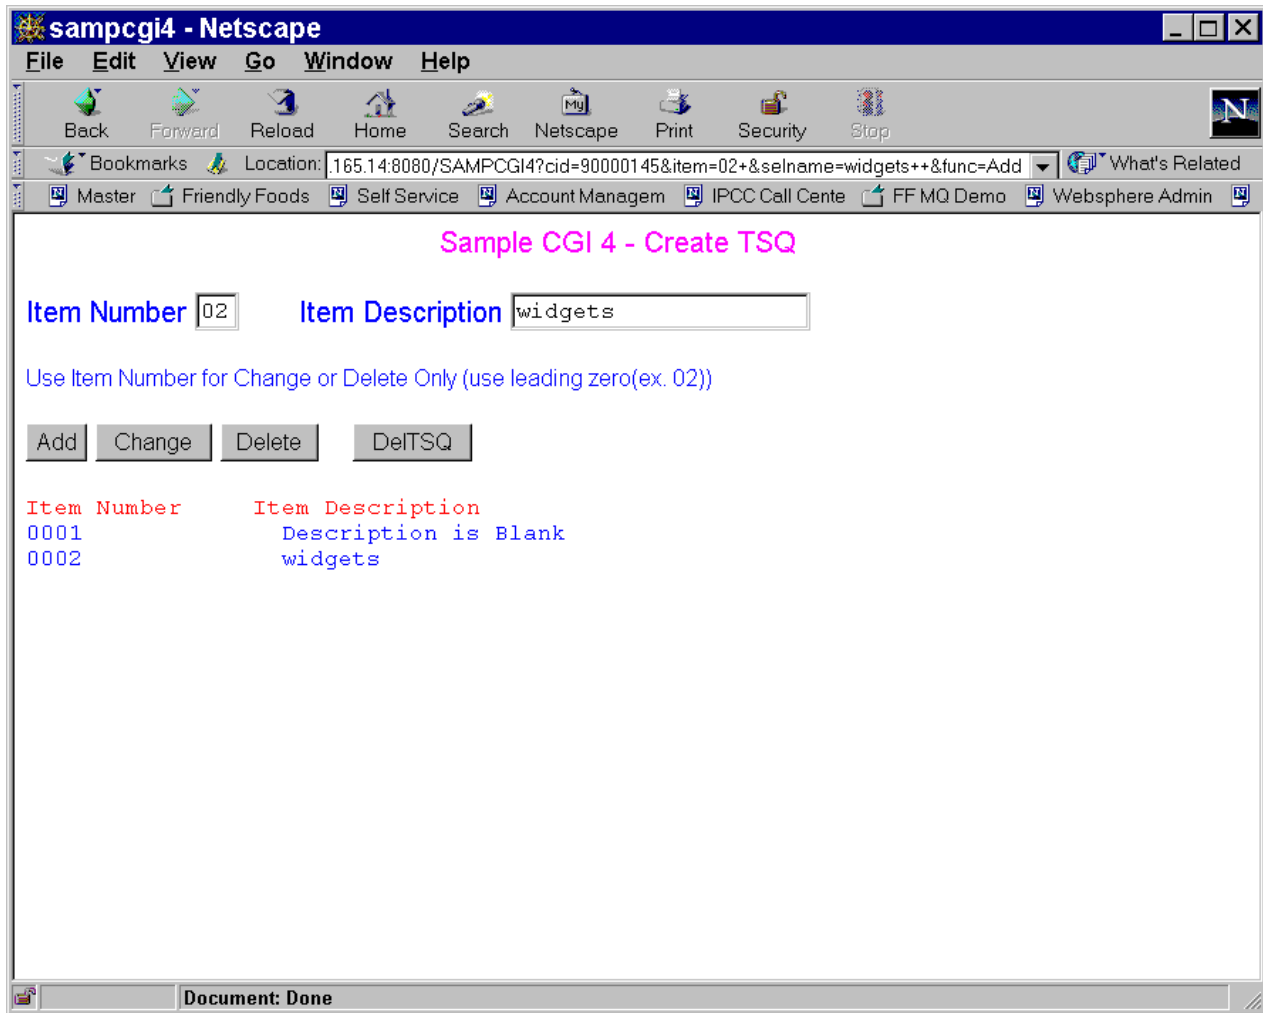 sampcgi4 - Netscape
File Edit View Go Window Help
My N
Back Forward Reload Home Search Netscape Print Security Stop
Bookmarks Location: .165.14:8080/SAMPCGI4?cid=90000145&item=02+&selname=widgets++&func=Add What's Related
Master Friendly Foods Self Service Account Managem IPCC Call Cente FF MQ Demo Websphere Admin
Sample CGI 4 - Create TSQ
Item Number 02 Item Description widgets
Use Item Number for Change or Delete Only (use leading zero(ex. 02))
Add Change Delete DelTSQ
Item Number Item Description
0001 Description is Blank
0002 widgets
Document: Done